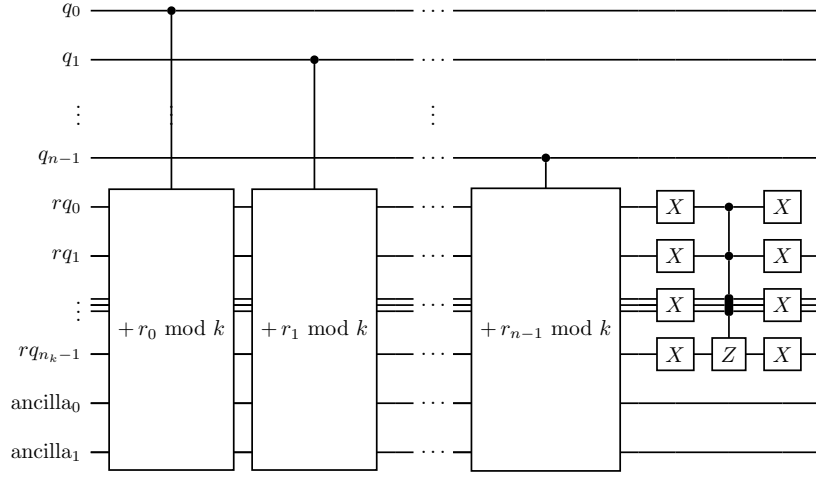 q₀ ···
q₁ ···
⋮ ⋮ ⋮
qₙ₋₁ ···
rq₀ ··· X X
rq₁ ··· X X
⋮ ··· X X
+ r₀ mod k + r₁ mod k + rₙ₋₁ mod k
rqₙₖ₋₁ ··· X Z X
ancilla₀ ···
ancilla₁ ···